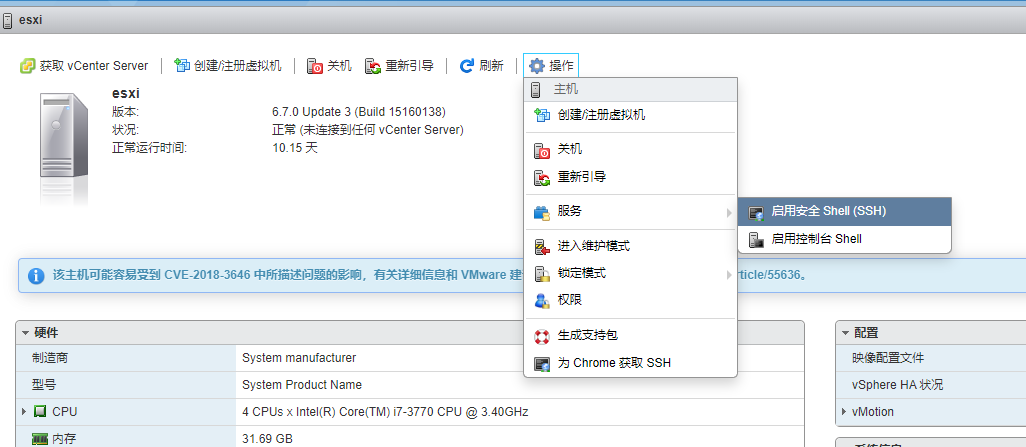 esxi
获取 vCenter Server 创建/注册虚拟机 关机 重新引导 刷新 操作
esxi
版本: 6.7.0 Update 3 (Build 15160138)
状况: 正常 (未连接到任何 vCenter Server)
正常运行时间: 10.15 天
主机
创建/注册虚拟机
关机
重新引导
服务
启用安全 Shell (SSH)
启用控制台 Shell
进入维护模式
锁定模式
权限
生成支持包
为 Chrome 获取 SSH
该主机可能容易受到 CVE-2018-3646 中所描述问题的影响，有关详细信息和 VMware 建 rticle/55636。
硬件
制造商 System manufacturer
型号 System Product Name
CPU 4 CPUs x Intel(R) Core(TM) i7-3770 CPU @ 3.40GHz
内存 31.69 GB
配置
映像配置文件
vSphere HA 状况
vMotion